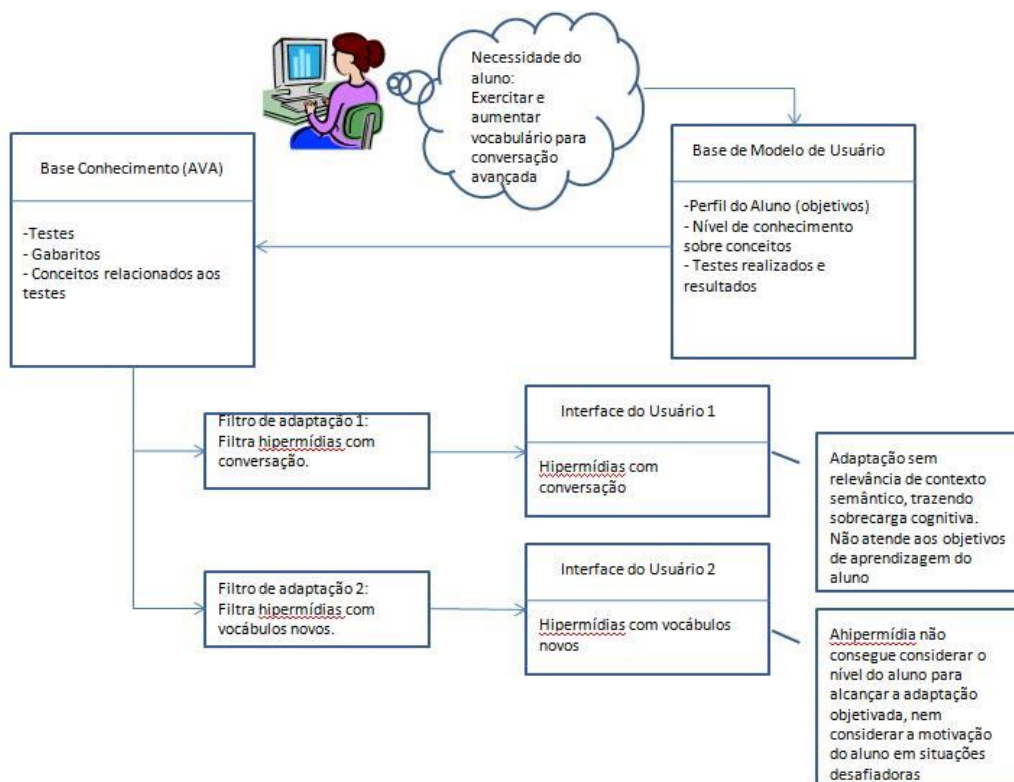 Necessidade do
aluno:
Exercitar e
aumentar
vocabulário para
conversação
avançada
Base Conhecimento (AVA)
-Testes
- Gabaritos
- Conceitos relacionados aos
testes
Base de Modelo de Usuário
-Perfil do Aluno (objetivos)
- Nível de conhecimento
sobre conceitos
- Testes realizados e
resultados
Filtro de adaptação 1:
Filtra hipermídias com
conversação.
Interface do Usuário 1
Hipermídias com
conversação
Adaptação sem
relevância de contexto
semântico, trazendo
sobrecarga cognitiva.
Não atende aos objetivos
de aprendizagem do
aluno
Filtro de adaptação 2:
Filtra hipermídias com
vocábulos novos.
Interface do Usuário 2
Hipermídias com vocábulos
novos
Ahipermídia não
consegue considerar o
nível do aluno para
alcançar a adaptação
objetivada, nem
considerar a motivação
do aluno em situações
desafiadoras